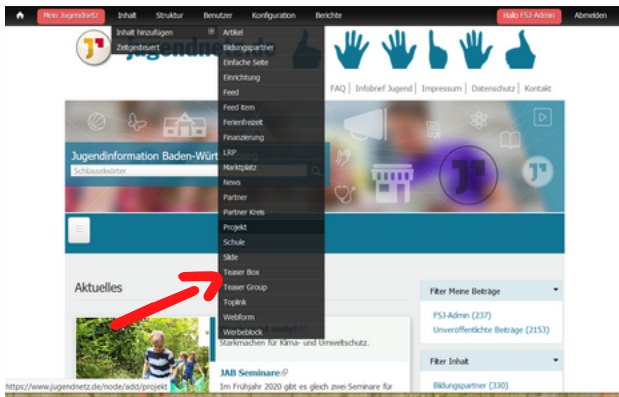 Mein Jugendnetz Inhalt Struktur Benutzer Konfiguration Berichte Hallo FSJ-Admin Abmelden
Inhalt hinzufügen
Zeitgesteuert
Artikel
Bildungspartner
Einfache Seite
Einrichtung
Feed
Feed item
Ferienfreizeit
Finanzierung
LRP
Marktplatz
News
Partner
Partner Kreis
Projekt
Schule
Slide
Teaser Box
Teaser Group
Toplink
Webform
Werbeblock
FAQ | Infobrief Jugend | Impressum | Datenschutz | Kontakt
Jugendinformation Baden-Württemberg
Schlüsselwörter
Aktuelles
Starkmachen für Klima- und Umweltschutz.
JAB Seminare
Im Frühjahr 2020 gibt es gleich zwei Seminare für
Filter Meine Beiträge
FSJ-Admin (237)
Unveröffentlichte Beiträge (2153)
Filter Inhalt
Bildungspartner (330)
https://www.jugendnetz.de/node/add/projekt